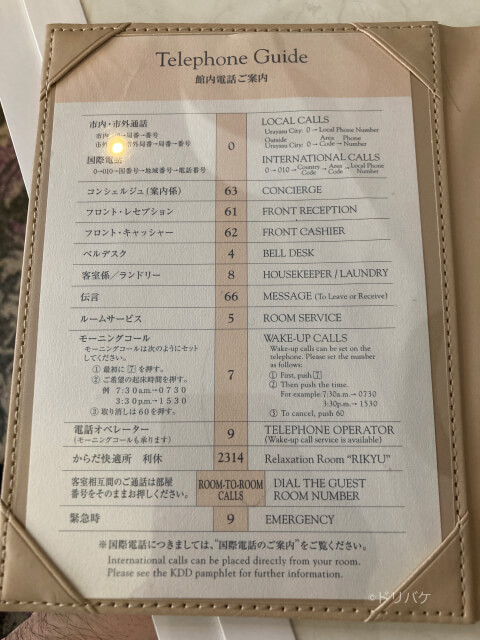 Telephone Guide
館内電話ご案内
市内・市外通話
市内 →局番→番号
市外 市外局番→局番→番号
国際電話
0→010→国番号→地域番号→電話番号
0
LOCAL CALLS
Urayasu City: 0→Local Phone Number
Outside Urayasu City: 0→Area Code→Phone Number
INTERNATIONAL CALLS
0→010→Country Code→Area Code→Local Phone Number
コンシェルジュ(案内係) 63 CONCIERGE
フロント・レセプション 61 FRONT RECEPTION
フロント・キャッシャー 62 FRONT CASHIER
ベルデスク 4 BELL DESK
客室係/ランドリー 8 HOUSEKEEPER / LAUNDRY
伝言 66 MESSAGE (To Leave or Receive)
ルームサービス 5 ROOM SERVICE
モーニングコール
モーニングコールは次のようにセット
してください。
① 最初に 7 を押す。
② ご希望の起床時間を押す。
例 7:30a.m.→0730
3:30p.m.→1530
③ 取り消しは60を押す。
7
WAKE-UP CALLS
Wake-up calls can be set on the
telephone. Please set the number
as follows:
① First, push 7
② Then push the time.
For example:7:30a.m.→0730
3:30p.m.→1530
③ To cancel, push 60
電話オペレーター 9 TELEPHONE OPERATOR
(モーニングコールも承ります) (Wake-up call service is available)
からだ快適所 利休 2314 Relaxation Room "RIKYU"
客室相互間のご通話は部屋
番号をそのままお押しください。
ROOM-TO-ROOM
CALLS
DIAL THE GUEST
ROOM NUMBER
緊急時 9 EMERGENCY
※国際電話につきましては、"国際電話のご案内"をご覧ください。
International calls can be placed directly from your room.
Please see the KDD pamphlet for further information.
©ドリバケ